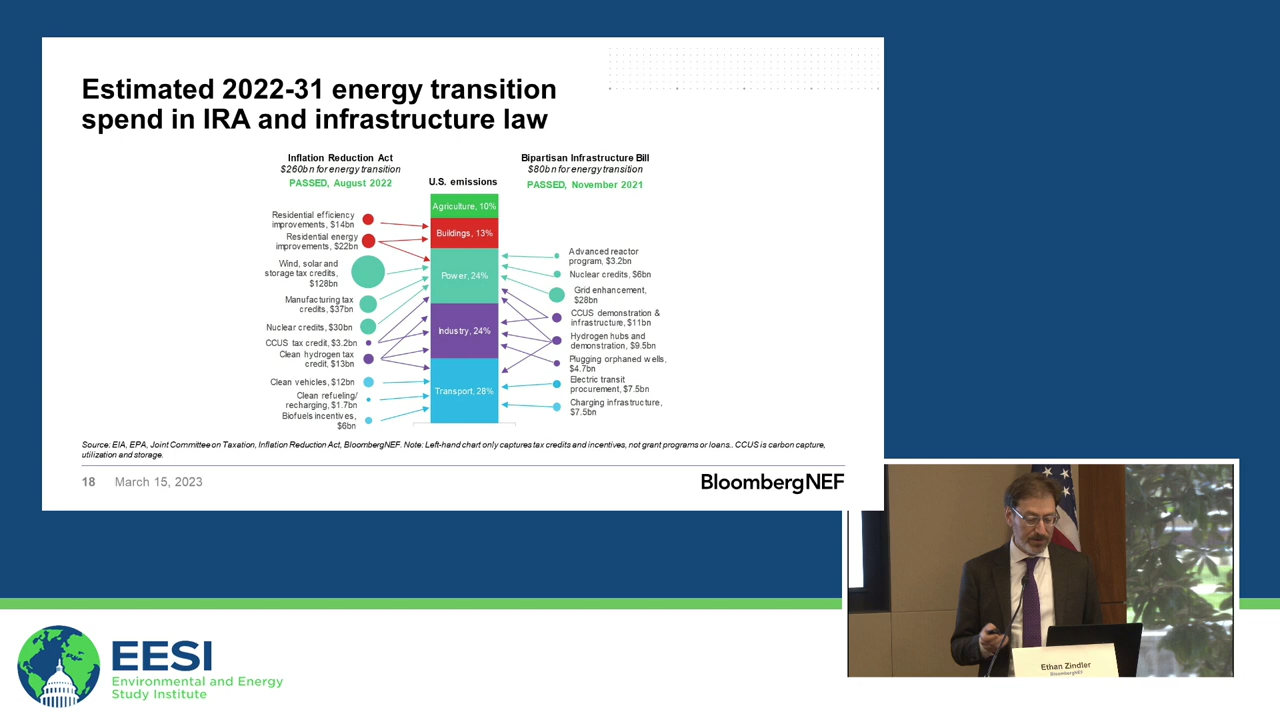 Estimated 2022-31 energy transition
spend in IRA and infrastructure law
Inflation Reduction Act
$260bn for energy transition
PASSED, August 2022
U.S. emissions
Bipartisan Infrastructure Bill
$80bn for energy transition
PASSED, November 2021
Residential efficiency
improvements, $14bn
Residential energy
improvements, $22bn
Wind, solar and
storage tax credits,
$128bn
Manufacturing tax
credits, $37bn
Nuclear credits, $30bn
CCUS tax credit, $3.2bn
Clean hydrogen tax
credit, $13bn
Clean vehicles, $12bn
Clean refueling/
recharging, $1.7bn
Biofuels incentives,
$6bn
Agriculture, 10%
Buildings, 13%
Power, 24%
Industry, 24%
Transport, 28%
Advanced reactor
program, $3.2bn
Nuclear credits, $6bn
Grid enhancement,
$28bn
CCUS demonstration &
infrastructure, $11bn
Hydrogen hubs and
demonstration, $9.5bn
Plugging orphaned wells,
$4.7bn
Electric transit
procurement, $7.5bn
Charging infrastructure,
$7.5bn
Source: EIA, EPA, Joint Committee on Taxation, Inflation Reduction Act, BloombergNEF. Note: Left-hand chart only captures tax credits and incentives, not grant programs or loans.. CCUS is carbon capture,
utilization and storage.
18 March 15, 2023
BloombergNEF
Ethan Zindler
BloombergNEF
EESI
Environmental and Energy
Study Institute